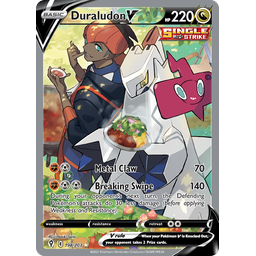 BASIC Duraludon V HP 220
SINGLE
STRIKE
Metal Claw 70
Breaking Swipe 140
During your opponent's next turn, the Defending
Pokémon's attacks do 30 less damage (before applying
Weakness and Resistance).
weakness resistance retreat
V rule When your Pokémon V is Knocked Out,
your opponent takes 2 Prize cards.
/203